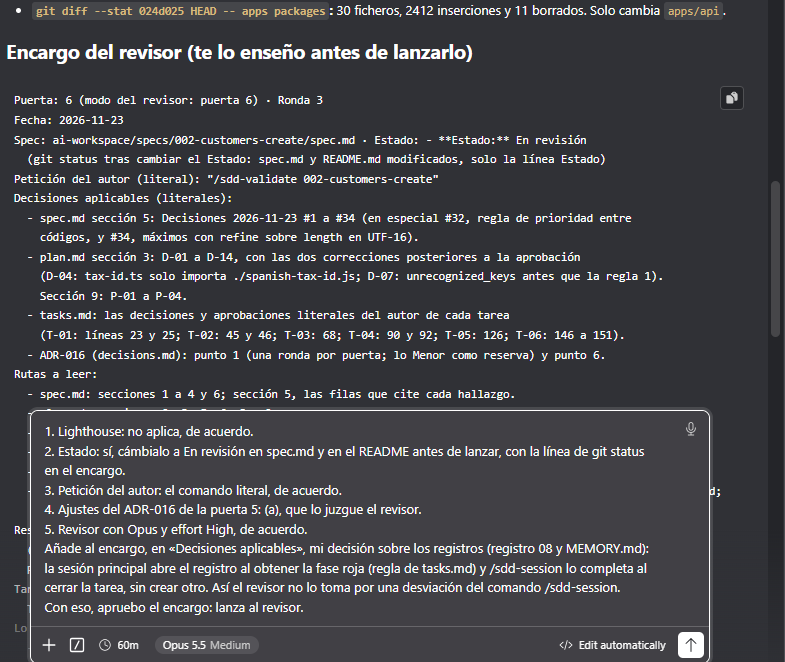 • git diff --stat 024d025 HEAD -- apps packages: 30 ficheros, 2412 inserciones y 11 borrados. Solo cambia apps/api.
Encargo del revisor (te lo enseño antes de lanzarlo)
Puerta: 6 (modo del revisor: puerta 6) · Ronda 3
Fecha: 2026-11-23
Spec: ai-workspace/specs/002-customers-create/spec.md · Estado: - **Estado:** En revisión
(git status tras cambiar el Estado: spec.md y README.md modificados, solo la línea Estado)
Petición del autor (literal): "/sdd-validate 002-customers-create"
Decisiones aplicables (literales):
- spec.md sección 5: Decisiones 2026-11-23 #1 a #34 (en especial #32, regla de prioridad entre
códigos, y #34, máximos con refine sobre length en UTF-16).
- plan.md sección 3: D-01 a D-14, con las dos correcciones posteriores a la aprobación
(D-04: tax-id.ts solo importa ./spanish-tax-id.js; D-07: unrecognized_keys antes que la regla 1).
Sección 9: P-01 a P-04.
- tasks.md: las decisiones y aprobaciones literales del autor de cada tarea
(T-01: líneas 23 y 25; T-02: 45 y 46; T-03: 68; T-04: 90 y 92; T-05: 126; T-06: 146 a 151).
- ADR-016 (decisions.md): punto 1 (una ronda por puerta; lo Menor como reserva) y punto 6.
Rutas a leer:
- spec.md: secciones 1 a 4 y 6; sección 5, las filas que cite cada hallazgo.
1. Lighthouse: no aplica, de acuerdo.
2. Estado: sí, cámbialo a En revisión en spec.md y en el README antes de lanzar, con la línea de git status
en el encargo.
3. Petición del autor: el comando literal, de acuerdo.
4. Ajustes del ADR-016 de la puerta 5: (a), que lo juzgue el revisor.
5. Revisor con Opus y effort High, de acuerdo.
Añade al encargo, en «Decisiones aplicables», mi decisión sobre los registros (registro 08 y MEMORY.md):
la sesión principal abre el registro al obtener la fase roja (regla de tasks.md) y /sdd-session lo completa al
cerrar la tarea, sin crear otro. Así el revisor no lo toma por una desviación del comando /sdd-session.
Con eso, apruebo el encargo: lanza al revisor.
60m
Opus 5.5 Medium
</> Edit automatically